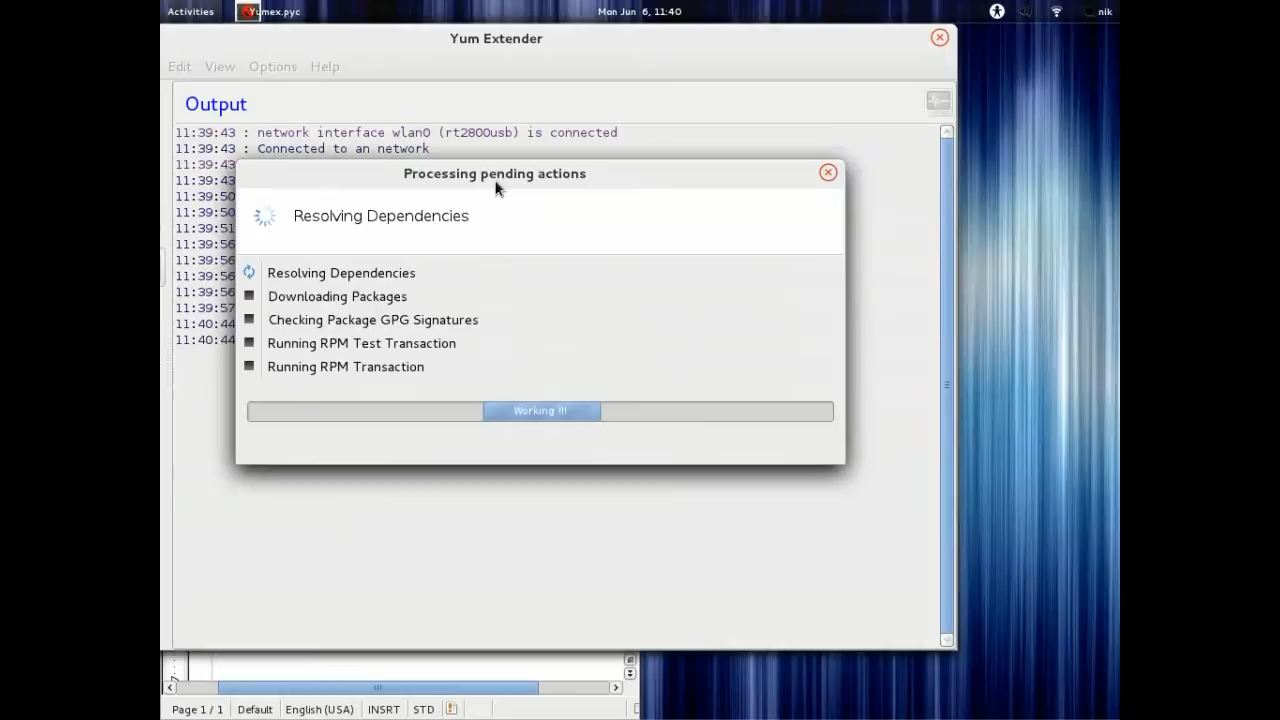 Activities Yumex.pyc Mon Jun 6, 11:40 nik
Yum Extender
Edit View Options Help
Output
11:39:43 : network interface wlan0 (rt2800usb) is connected
11:39:43 : Connected to an network
11:39:43
11:39:43
11:39:50
11:39:50
11:39:51
11:39:56
11:39:56
11:39:56
11:39:56
11:39:57
11:40:44
11:40:44
Processing pending actions
Resolving Dependencies
Resolving Dependencies
Downloading Packages
Checking Package GPG Signatures
Running RPM Test Transaction
Running RPM Transaction
Working !!!
Page 1 / 1 Default English (USA) INSRT STD